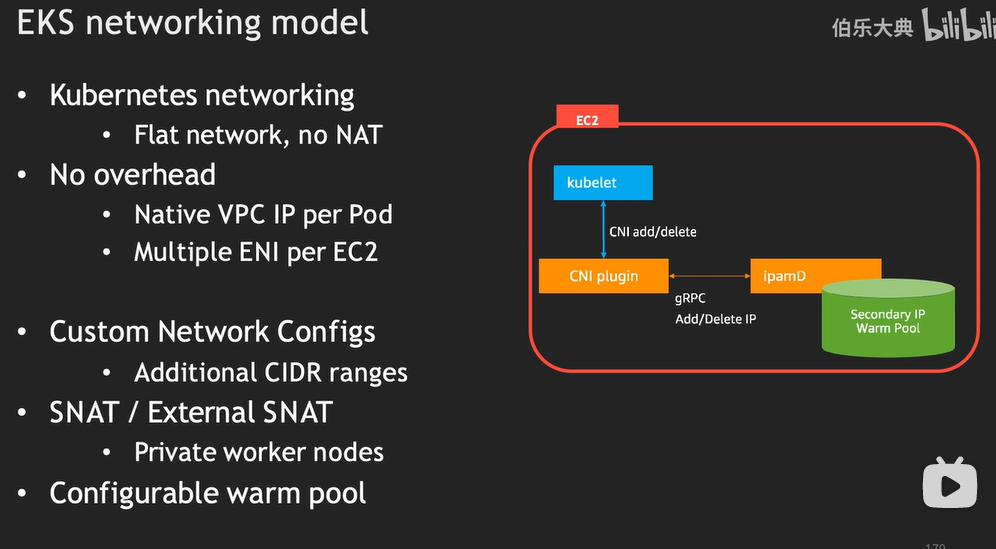 EKS networking model
伯乐大典 bilibili
• Kubernetes networking
• Flat network, no NAT
• No overhead
• Native VPC IP per Pod
• Multiple ENI per EC2
• Custom Network Configs
• Additional CIDR ranges
• SNAT / External SNAT
• Private worker nodes
• Configurable warm pool
EC2
kubelet
CNI add/delete
CNI plugin
ipamD
gRPC
Add/Delete IP
Secondary IP
Warm Pool